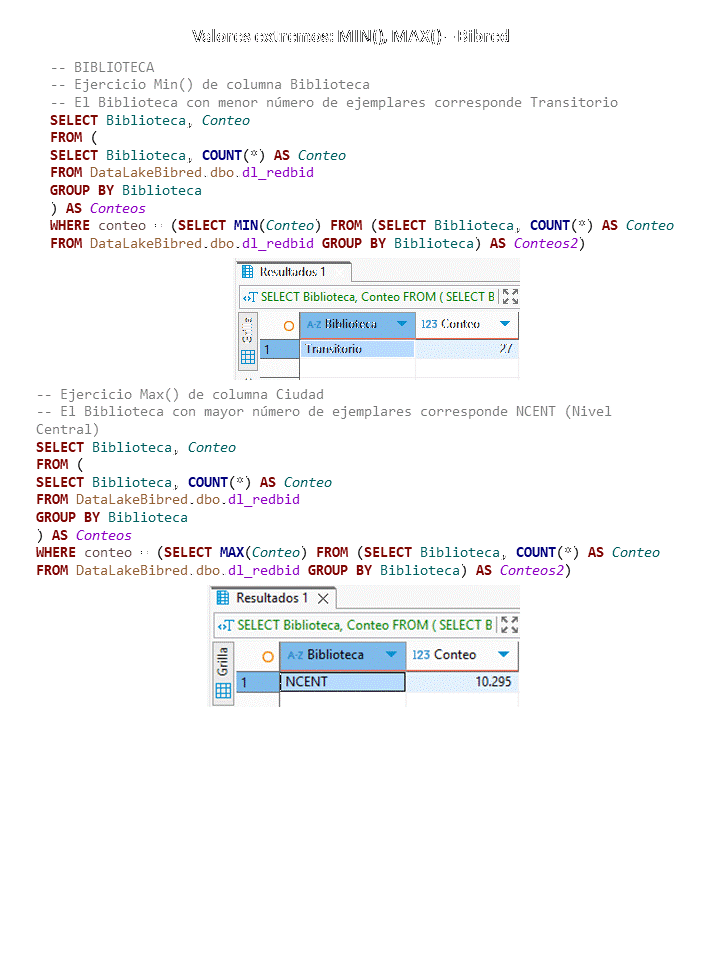 Valores extremos: MIN(), MAX() - Bibred
-- BIBLIOTECA
-- Ejercicio Min() de columna Biblioteca
-- El Biblioteca con menor número de ejemplares corresponde Transitorio
SELECT Biblioteca, Conteo
FROM (
SELECT Biblioteca, COUNT(*) AS Conteo
FROM DataLakeBibred.dbo.dl_redbid
GROUP BY Biblioteca
) AS Conteos
WHERE conteo = (SELECT MIN(Conteo) FROM (SELECT Biblioteca, COUNT(*) AS Conteo
FROM DataLakeBibred.dbo.dl_redbid GROUP BY Biblioteca) AS Conteos2)
Resultados 1
SELECT Biblioteca, Conteo FROM ( SELECT B
A-Z Biblioteca 123 Conteo
1 Transitorio 27
-- Ejercicio Max() de columna Ciudad
-- El Biblioteca con mayor número de ejemplares corresponde NCENT (Nivel
Central)
SELECT Biblioteca, Conteo
FROM (
SELECT Biblioteca, COUNT(*) AS Conteo
FROM DataLakeBibred.dbo.dl_redbid
GROUP BY Biblioteca
) AS Conteos
WHERE conteo = (SELECT MAX(Conteo) FROM (SELECT Biblioteca, COUNT(*) AS Conteo
FROM DataLakeBibred.dbo.dl_redbid GROUP BY Biblioteca) AS Conteos2)
Resultados 1
SELECT Biblioteca, Conteo FROM ( SELECT B
Grilla
A-Z Biblioteca 123 Conteo
1 NCENT 10.295